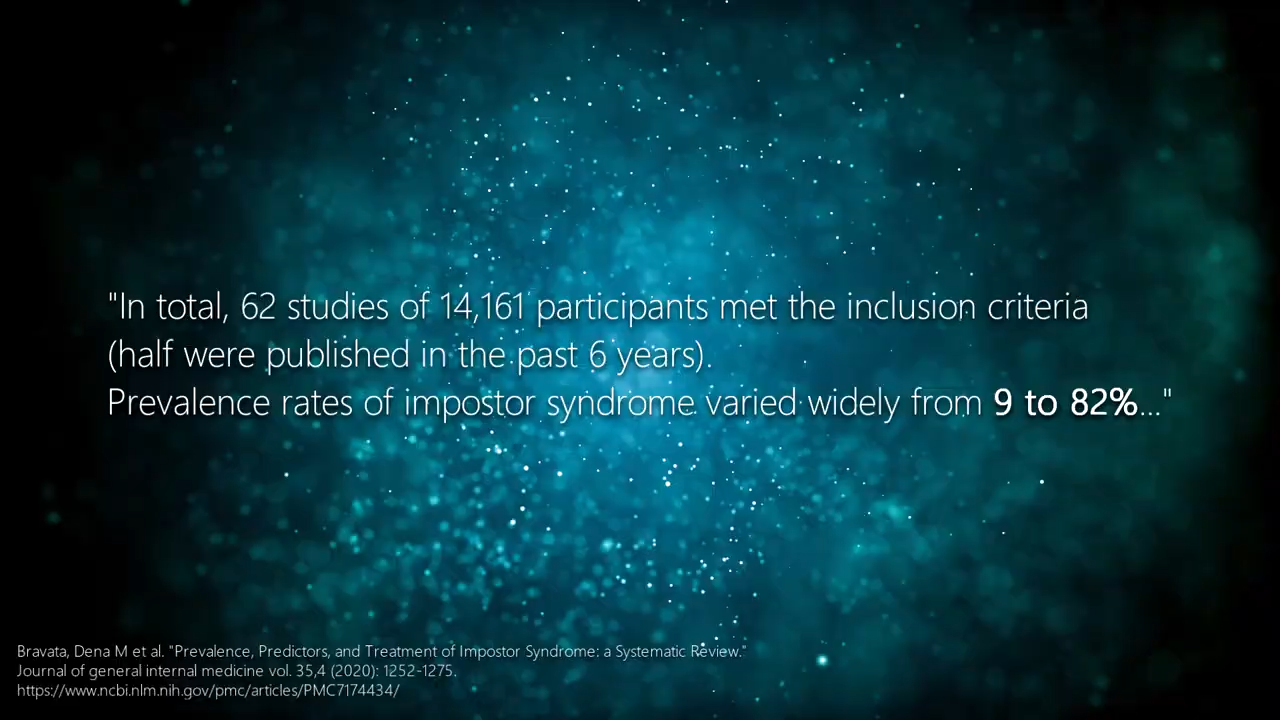 "In total, 62 studies of 14,161 participants met the inclusion criteria
(half were published in the past 6 years).
Prevalence rates of impostor syndrome varied widely from 9 to 82%..."
Bravata, Dena M et al. "Prevalence, Predictors, and Treatment of Impostor Syndrome: a Systematic Review."
Journal of general internal medicine vol. 35,4 (2020): 1252-1275.
https://www.ncbi.nlm.nih.gov/pmc/articles/PMC7174434/